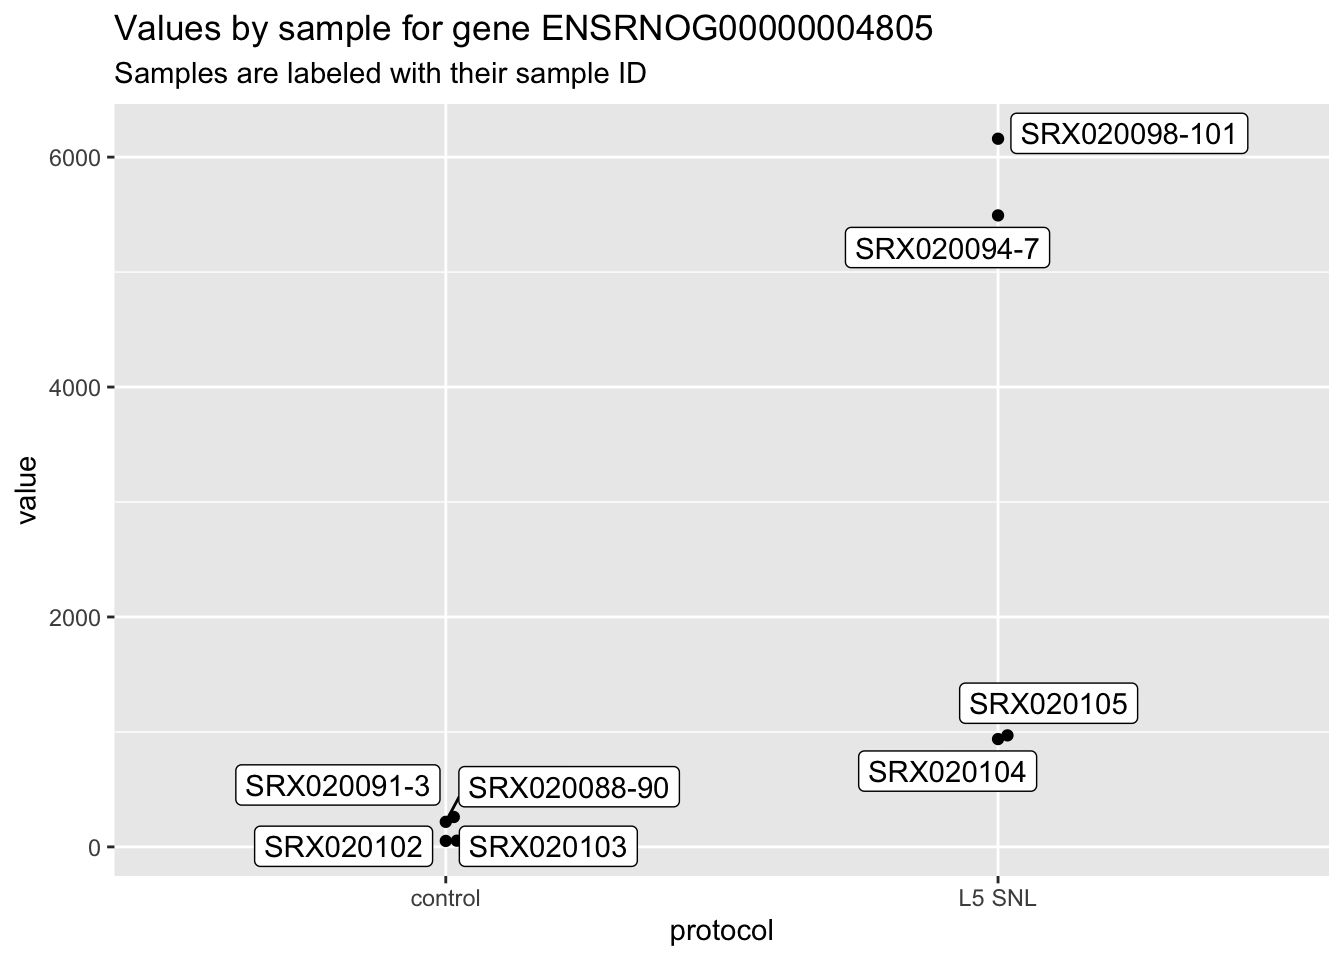 Values by sample for gene ENSRNOG00000004805
Samples are labeled with their sample ID
SRX020098-101
6000
SRX020094-7
4000
value
2000
SRX020105
SRX020104
SRX020091-3
SRX020088-90
0
SRX020102
SRX020103
control
L5 SNL
protocol